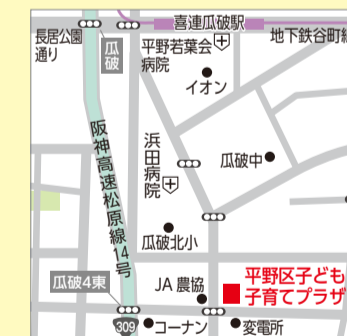 喜連瓜破駅
長居公園
通り
瓜破
平野若葉会
病院
地下鉄谷町線
イオン
阪神高速松原線14号
浜田病院
瓜破中
瓜破北小
瓜破4東
JA 農協
平野区子ども
子育てプラザ
309
コーナン
変電所